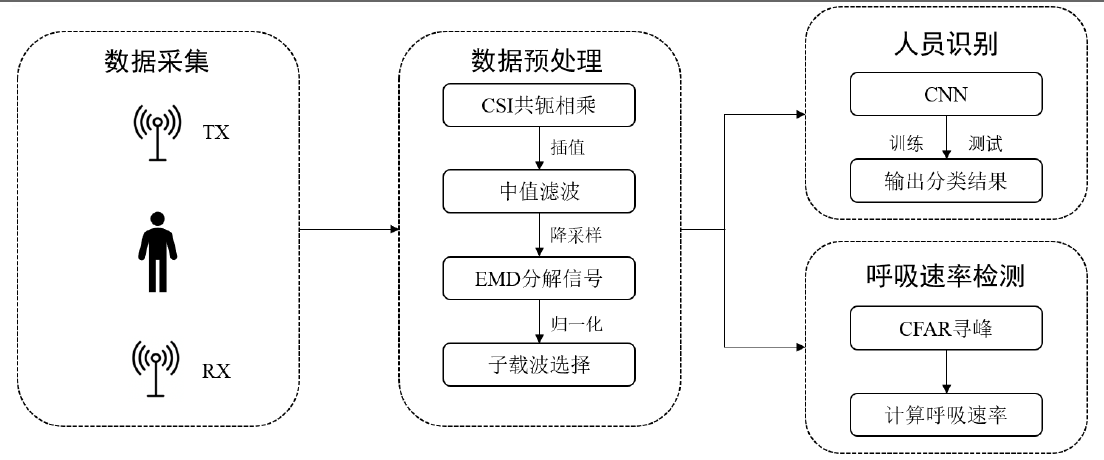 数据采集
TX
RX
数据预处理
CSI共轭相乘
插值
中值滤波
降采样
EMD分解信号
归一化
子载波选择
人员识别
CNN
训练 测试
输出分类结果
呼吸速率检测
CFAR寻峰
计算呼吸速率